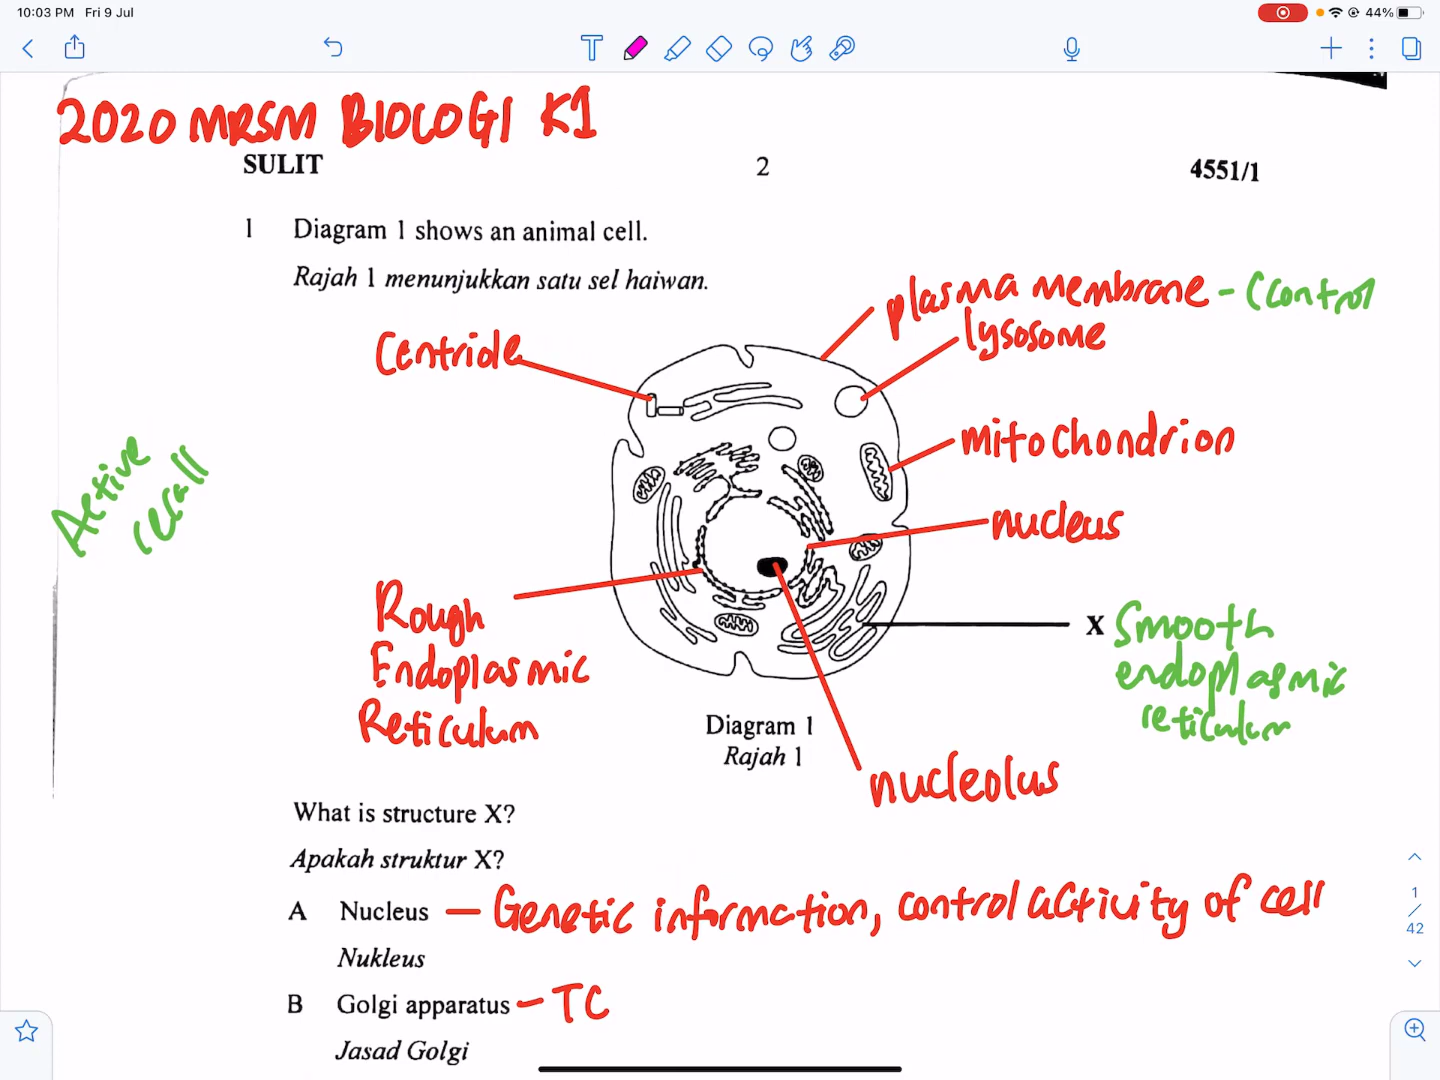 10:03 PM Fri 9 Jul
44%
2020 MRSM BIOLOGI K1
SULIT 2 4551/1
1 Diagram 1 shows an animal cell.
Rajah 1 menunjukkan satu sel haiwan.
plasma membrane - (control
lysosome
Centriole
mitochondrion
Active
recall
nucleus
Rough
Endoplasmic
Reticulum
X Smooth
endoplasmic
reticulum
Diagram 1
Rajah 1
nucleolus
What is structure X?
Apakah struktur X?
A Nucleus — Genetic information, control activity of cell
Nukleus
B Golgi apparatus - TC
Jasad Golgi
1
/
42